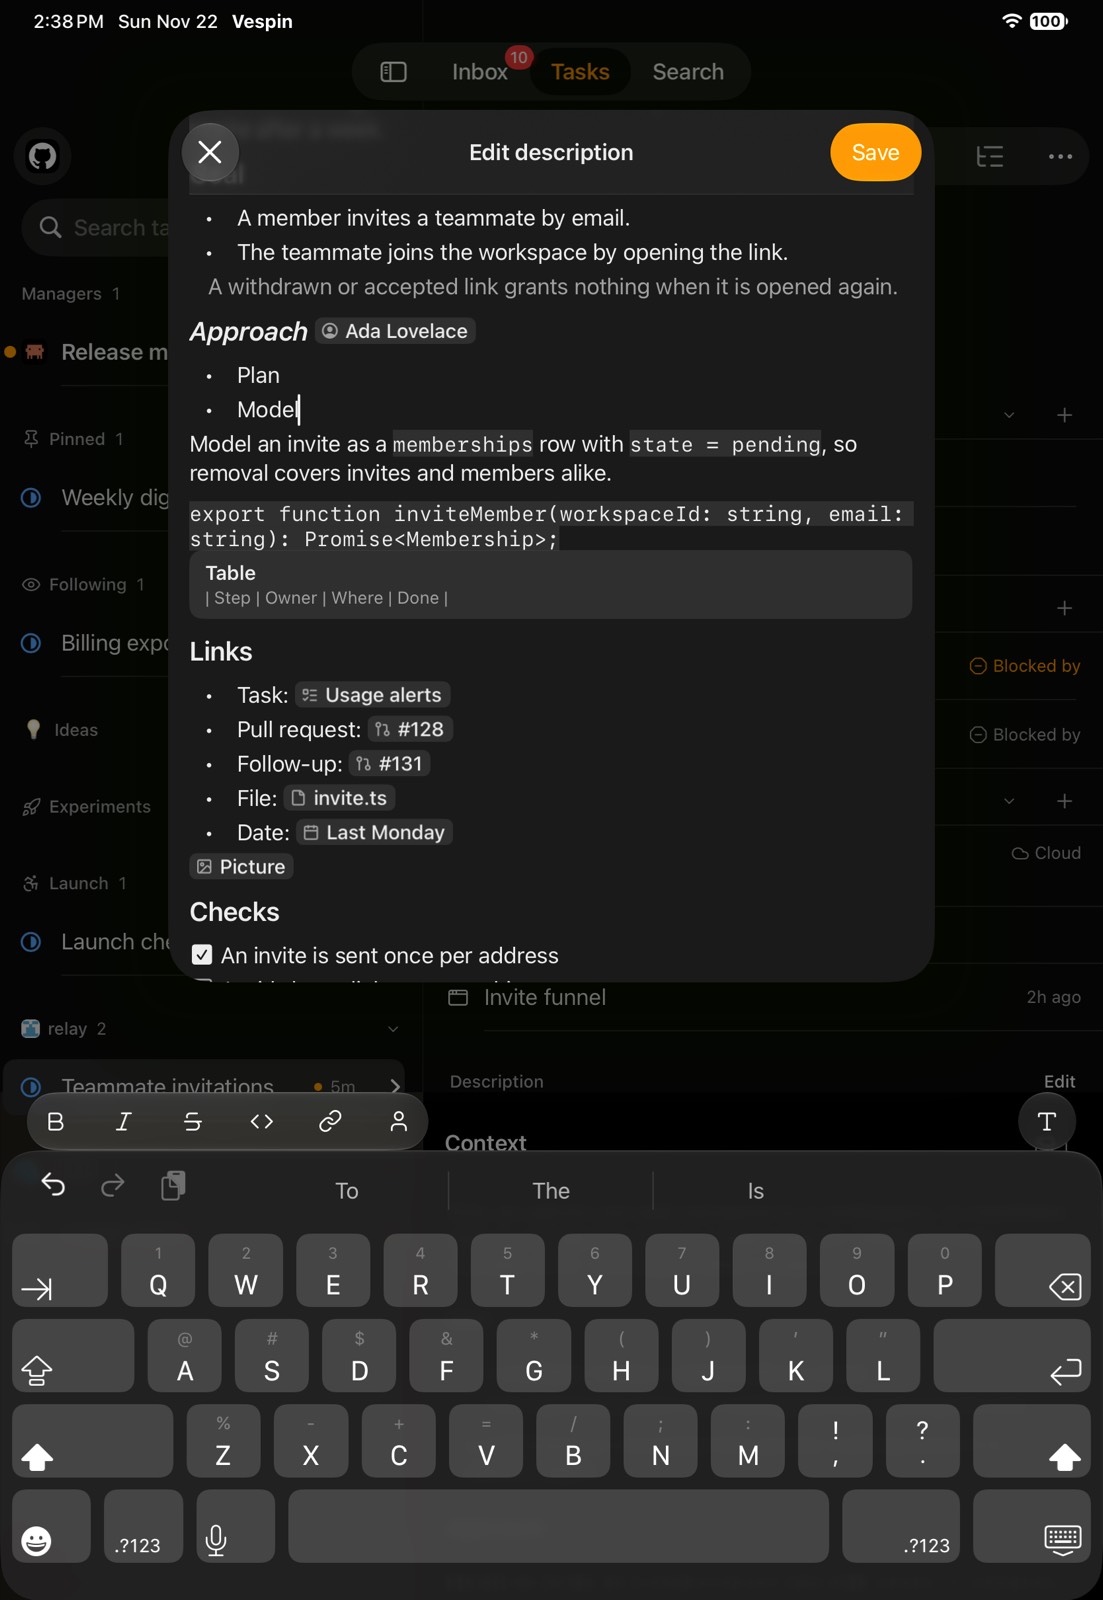 2:38 PM Sun Nov 22 Vespin
100
Inbox 10 Tasks Search
Edit description
Save
Search ta
Managers 1
Release m
Pinned 1
Weekly dig
Following 1
Billing expo
Ideas
Experiments
Launch 1
Launch che
relay 2
Teammate invitations 5m
• A member invites a teammate by email.
• The teammate joins the workspace by opening the link.
A withdrawn or accepted link grants nothing when it is opened again.
Approach Ada Lovelace
• Plan
• Model
Model an invite as a memberships row with state = pending, so
removal covers invites and members alike.
export function inviteMember(workspaceId: string, email:
string): Promise<Membership>;
Table
| Step | Owner | Where | Done |
Links
• Task: Usage alerts
• Pull request: #128
• Follow-up: #131
• File: invite.ts
• Date: Last Monday
Picture
Checks
An invite is sent once per address
Blocked by
Blocked by
Cloud
Invite funnel 2h ago
Description Edit
Context
B I S <> T
To The Is
1 2 3 4 5 6 7 8 9 0
Q W E R T Y U I O P
@ # $ & * ( ) ' "
A S D F G H J K L
% - + = / ; : ! ?
Z X C V B N M , .
.?123 .?123